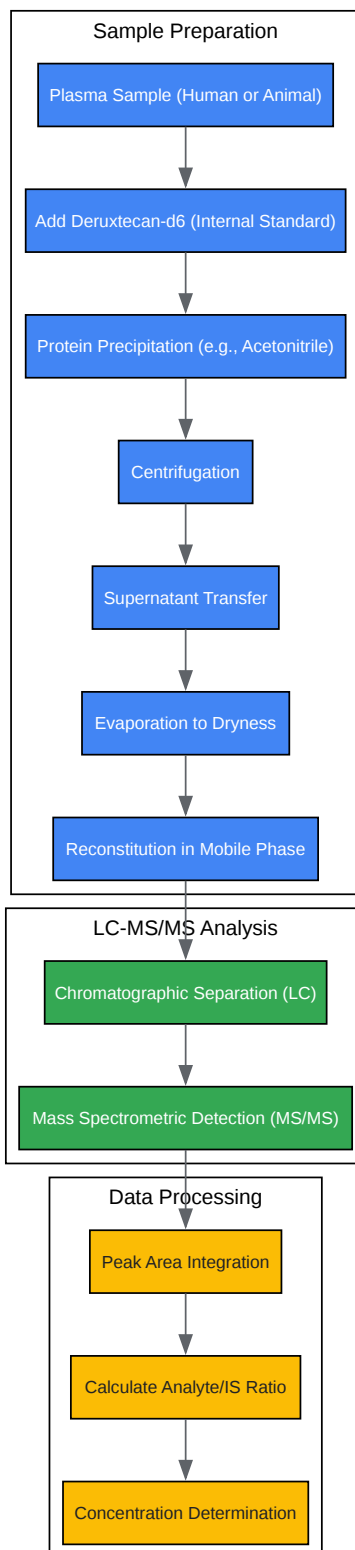 Sample Preparation
Plasma Sample (Human or Animal)
Add Deruxtecan-d6 (Internal Standard)
Protein Precipitation (e.g., Acetonitrile)
Centrifugation
Supernatant Transfer
Evaporation to Dryness
Reconstitution in Mobile Phase
LC-MS/MS Analysis
Chromatographic Separation (LC)
Mass Spectrometric Detection (MS/MS)
Data Processing
Peak Area Integration
Calculate Analyte/IS Ratio
Concentration Determination